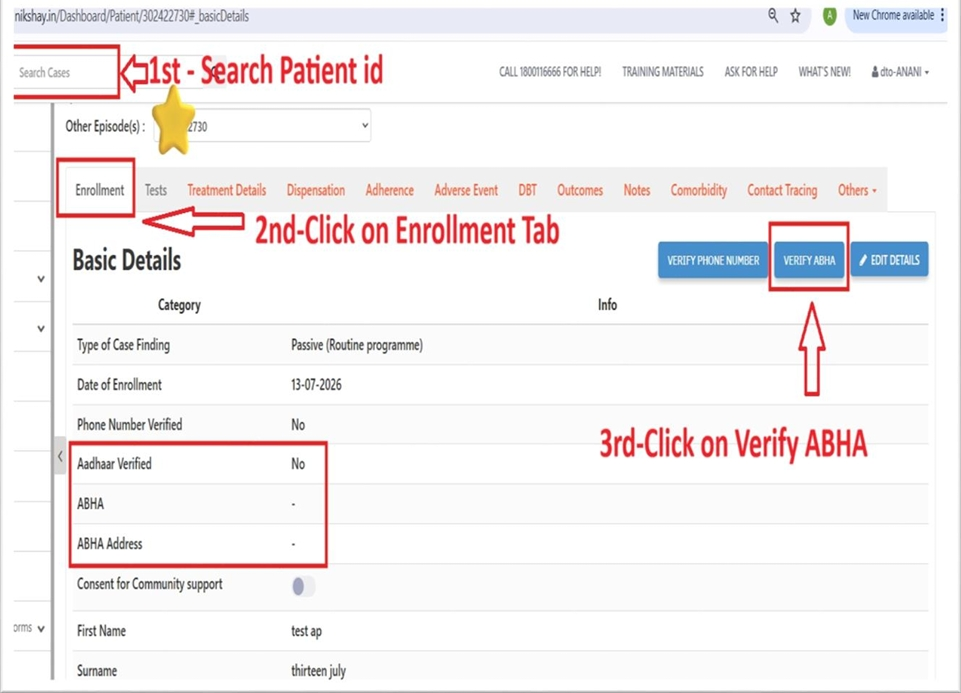 nikshay.in/Dashboard/Patient/302422730#_basicDetails
New Chrome available
A
Search Cases
1st - Search Patient id
CALL 1800116666 FOR HELP!
TRAINING MATERIALS
ASK FOR HELP
WHAT'S NEW!
dto-ANANI
Other Episode(s) :
2730
Enrollment
Tests
Treatment Details
Dispensation
Adherence
Adverse Event
DBT
Outcomes
Notes
Comorbidity
Contact Tracing
Others
2nd-Click on Enrollment Tab
Basic Details
VERIFY PHONE NUMBER
VERIFY ABHA
EDIT DETAILS
Category Info
Type of Case Finding Passive (Routine programme)
Date of Enrollment 13-07-2026
Phone Number Verified No
3rd-Click on Verify ABHA
Aadhaar Verified No
ABHA -
ABHA Address -
Consent for Community support
First Name test ap
orms
Surname thirteen july